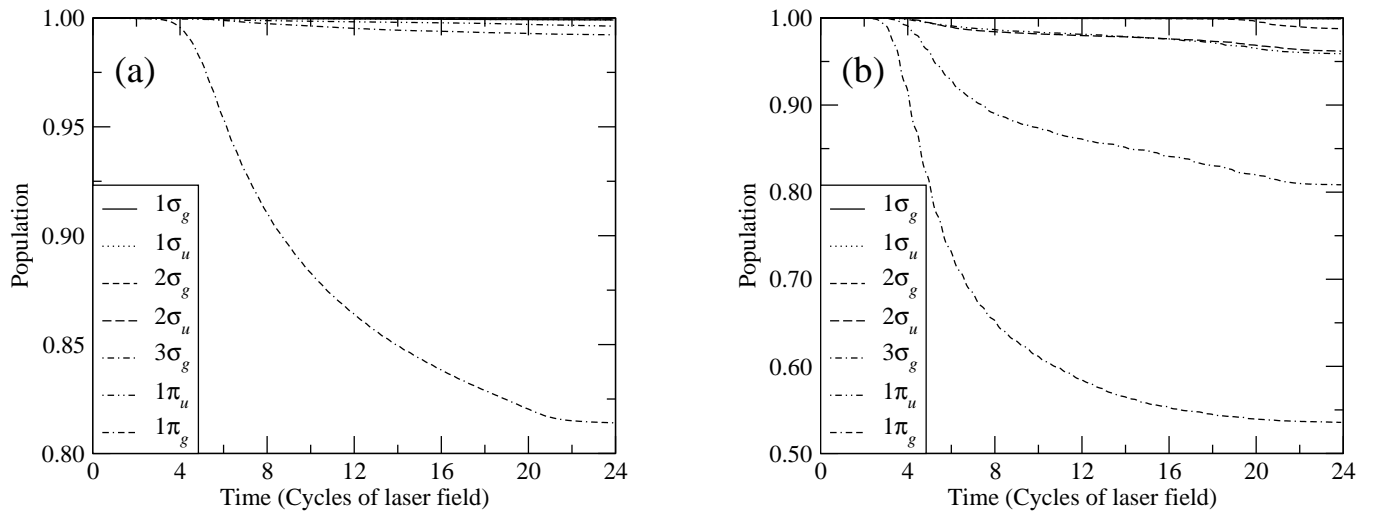 1.00
(a)
0.95
0.90
0.85
0.80
Population
1σg
1σu
2σg
2σu
3σg
1πu
1πg
0 4 8 12 16 20 24
Time (Cycles of laser field)
1.00
(b)
0.90
0.80
0.70
0.60
0.50
Population
1σg
1σu
2σg
2σu
3σg
1πu
1πg
0 4 8 12 16 20 24
Time (Cycles of laser field)